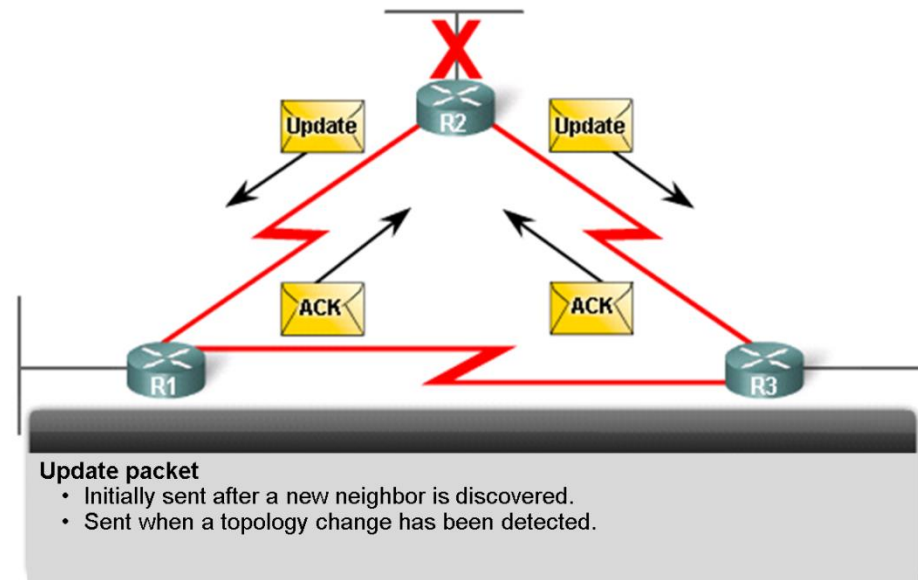 X
R2
Update
Update
ACK
ACK
R1
R3
Update packet
• Initially sent after a new neighbor is discovered.
• Sent when a topology change has been detected.